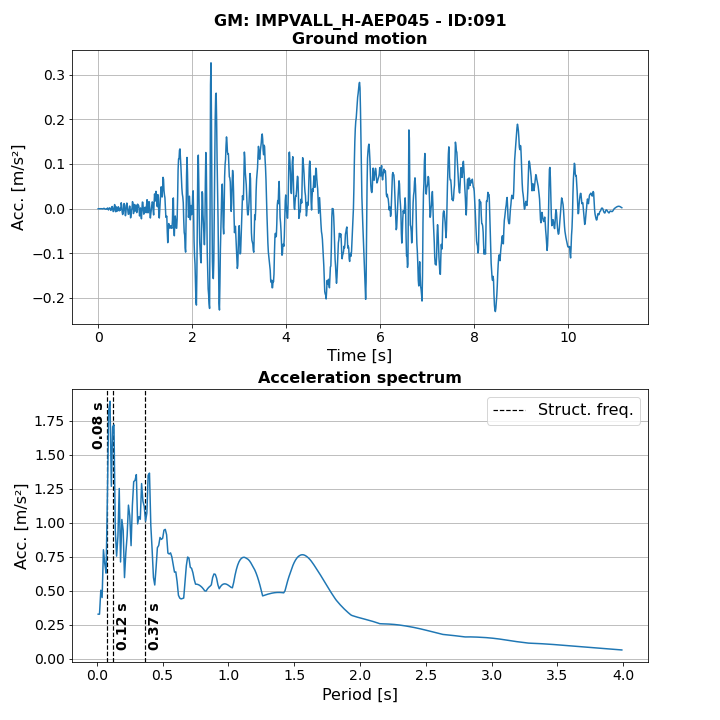 GM: IMPVALL_H-AEP045 - ID:091
Ground motion
Acc. [m/s²]
0.3
0.2
0.1
0.0
−0.1
−0.2
0 2 4 6 8 10
Time [s]
Acceleration spectrum
Acc. [m/s²]
1.75
1.50
1.25
1.00
0.75
0.50
0.25
0.00
0.08 s
0.12 s
0.37 s
Struct. freq.
0.0 0.5 1.0 1.5 2.0 2.5 3.0 3.5 4.0
Period [s]